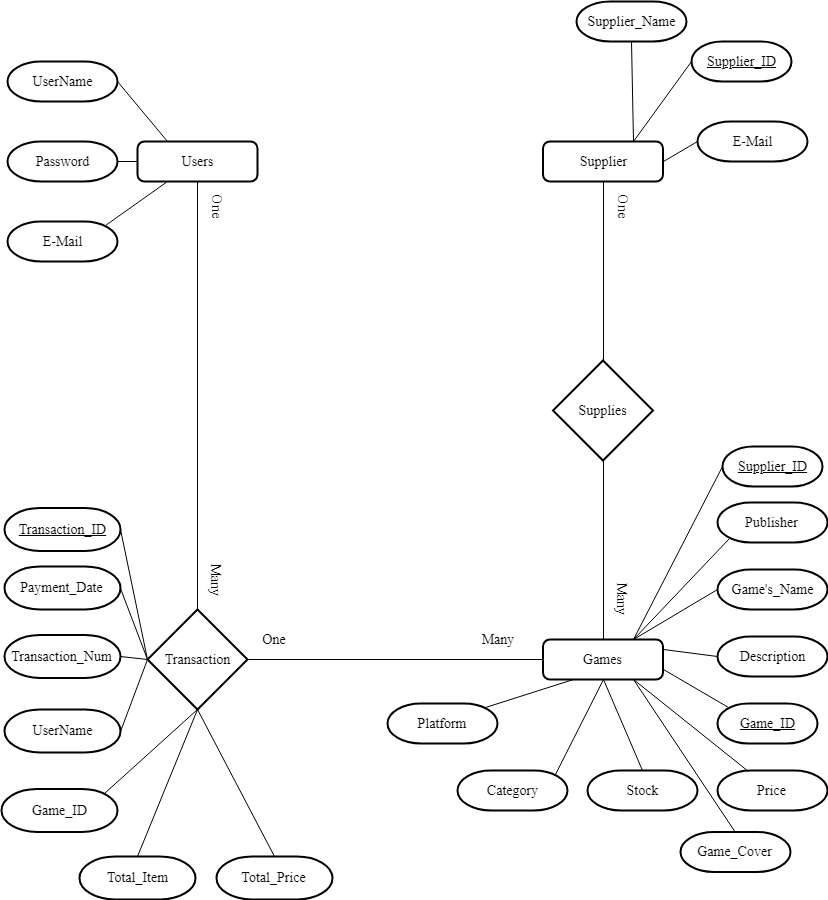 Supplier_Name
UserName
Supplier_ID
Password
Users
Supplier
E-Mail
One
One
E-Mail
Supplies
Supplier_ID
Transaction_ID
Publisher
Payment_Date
Many
Many
Game's_Name
One
Many
Transaction_Num
Transaction
Games
Description
UserName
Platform
Game_ID
Game_ID
Category
Stock
Price
Game_Cover
Total_Item
Total_Price